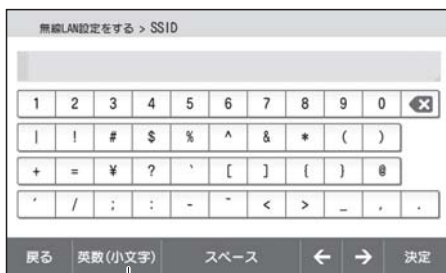 無線LAN設定をする > SSID
1 2 3 4 5 6 7 8 9 0
| ! # $ % ^ & * ( )
+ = ¥ ? ` [ ] { } @
' / ; : - ~ < > _ , .
戻る 英数(小文字) スペース ← → 決定